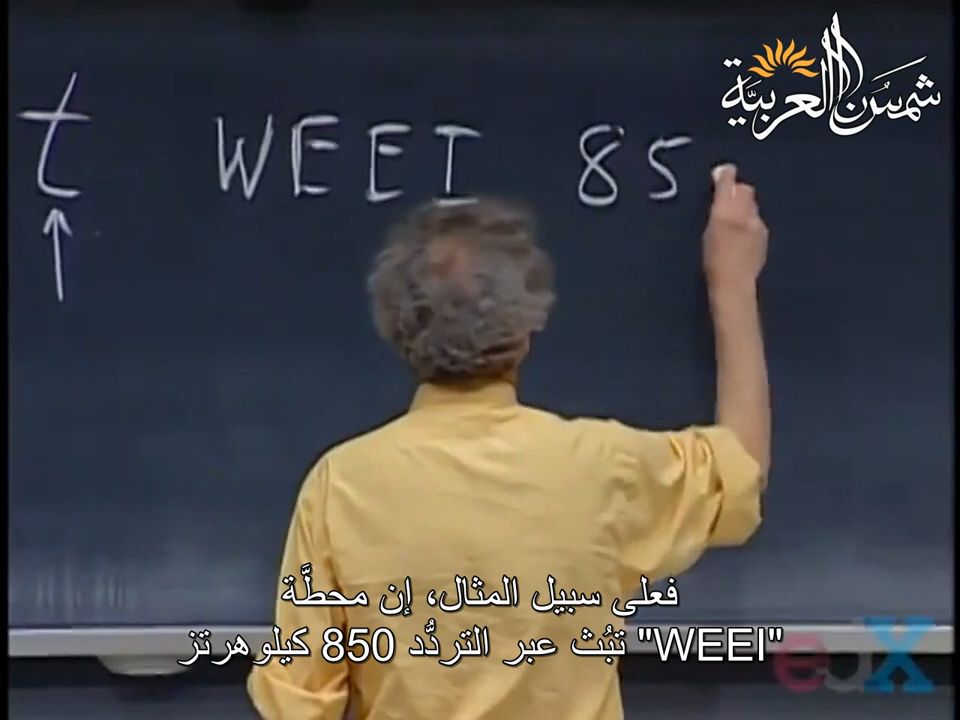 شمس العربية
t WEEI 85
فعلى سبيل المثال، إن محطَّة
"WEEI" تبُث عبر التردُّد 850 كيلوهرتز
edX